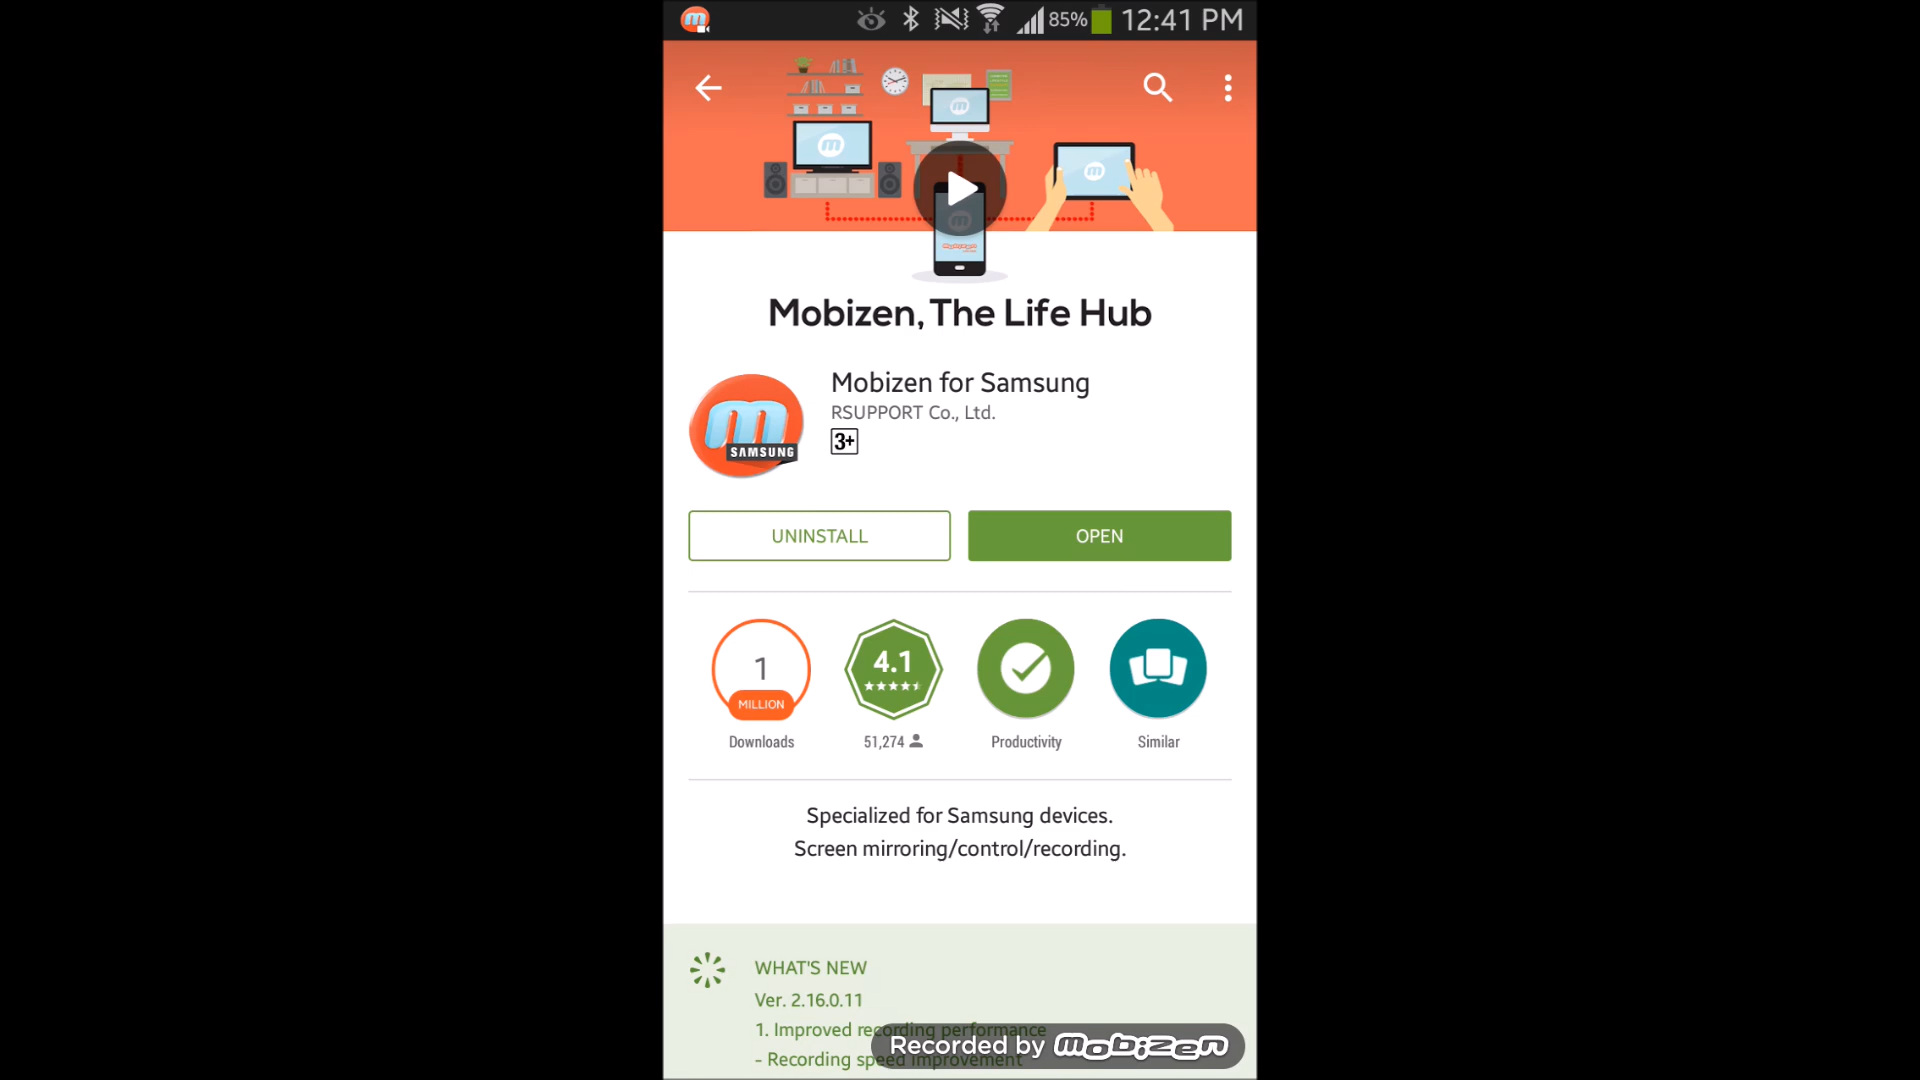 85% 12:41 PM
Mobizen, The Life Hub
Mobizen for Samsung
RSUPPORT Co., Ltd.
3+
m
SAMSUNG
UNINSTALL
OPEN
1
MILLION
4.1
Downloads
51,274
Productivity
Similar
Specialized for Samsung devices.
Screen mirroring/control/recording.
WHAT'S NEW
Ver. 2.16.0.11
1. Improved recording performance
- Recording speed improvement
Recorded by mobizen